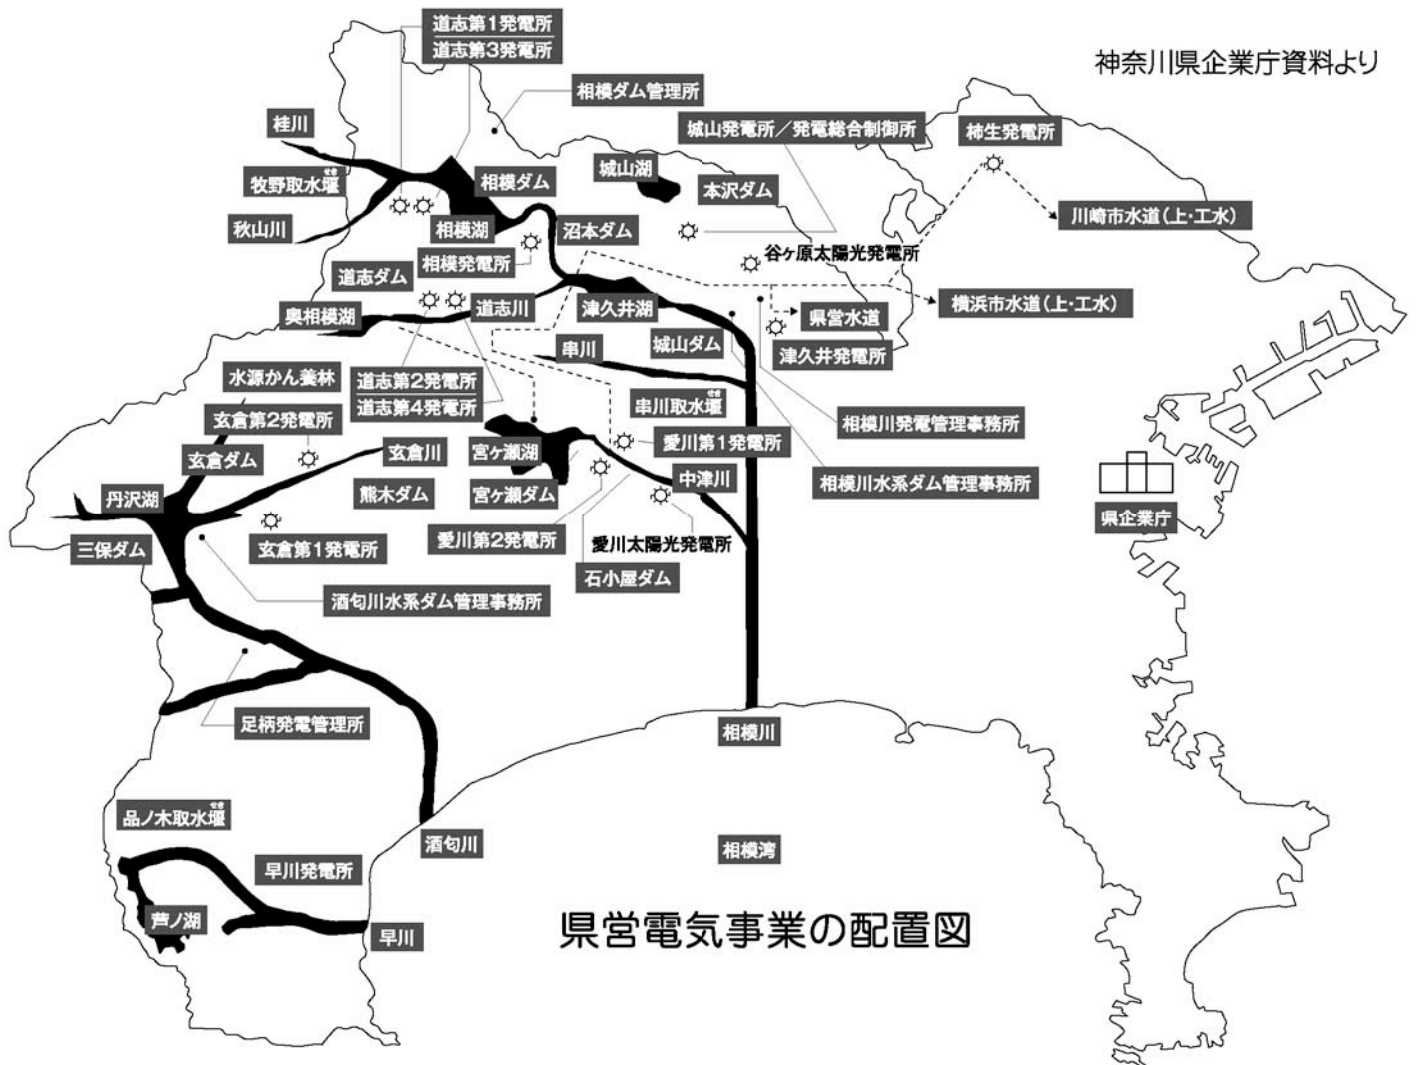 道志第1発電所
道志第3発電所
神奈川県企業庁資料より
相模ダム管理所
桂川
城山発電所／発電総合制御所
柿生発電所
せき
牧野取水堰
相模ダム
城山湖
本沢ダム
秋山川
相模湖
沼本ダム
川崎市水道(上・工水)
谷ヶ原太陽光発電所
相模発電所
道志ダム
奥相模湖
道志川
津久井湖
県営水道
横浜市水道(上・工水)
城山ダム
津久井発電所
串川
水源かん養林
道志第2発電所
道志第4発電所
せき
串川取水堰
玄倉第2発電所
相模川発電管理事務所
玄倉ダム
玄倉川
宮ヶ瀬湖
愛川第1発電所
中津川
相模川水系ダム管理事務所
丹沢湖
熊木ダム
宮ヶ瀬ダム
県企業庁
三保ダム
玄倉第1発電所
愛川第2発電所
愛川太陽光発電所
石小屋ダム
酒匂川水系ダム管理事務所
足柄発電管理所
相模川
せき
品ノ木取水堰
酒匂川
相模湾
早川発電所
芦ノ湖
早川
県営電気事業の配置図